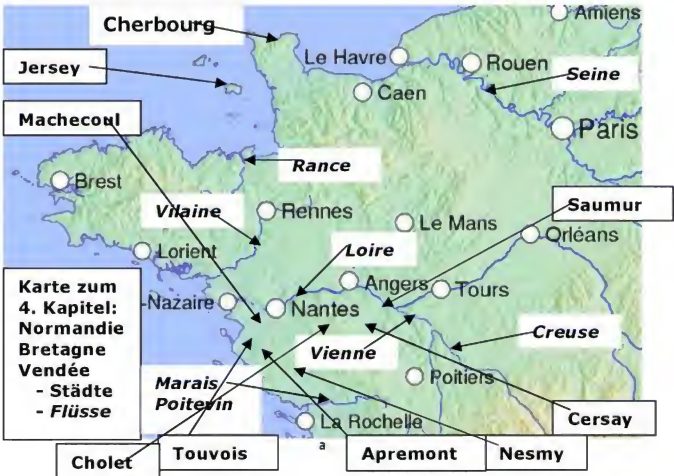 Amiens
Cherbourg
Le Havre
Rouen
Jersey
Seine
Caen
Machecoul
Paris
Rance
Brest
Saumur
Vilaine
Rennes
Le Mans
Orléans
Lorient
Loire
Angers
Karte zum
4. Kapitel:
Normandie
Bretagne
Vendée
- Städte
- Flüsse
-Nazaire
Nantes
Tours
Creuse
Vienne
Marais
Poitevin
Poitiers
La Rochelle
Cersay
a
Cholet
Touvois
Apremont
Nesmy